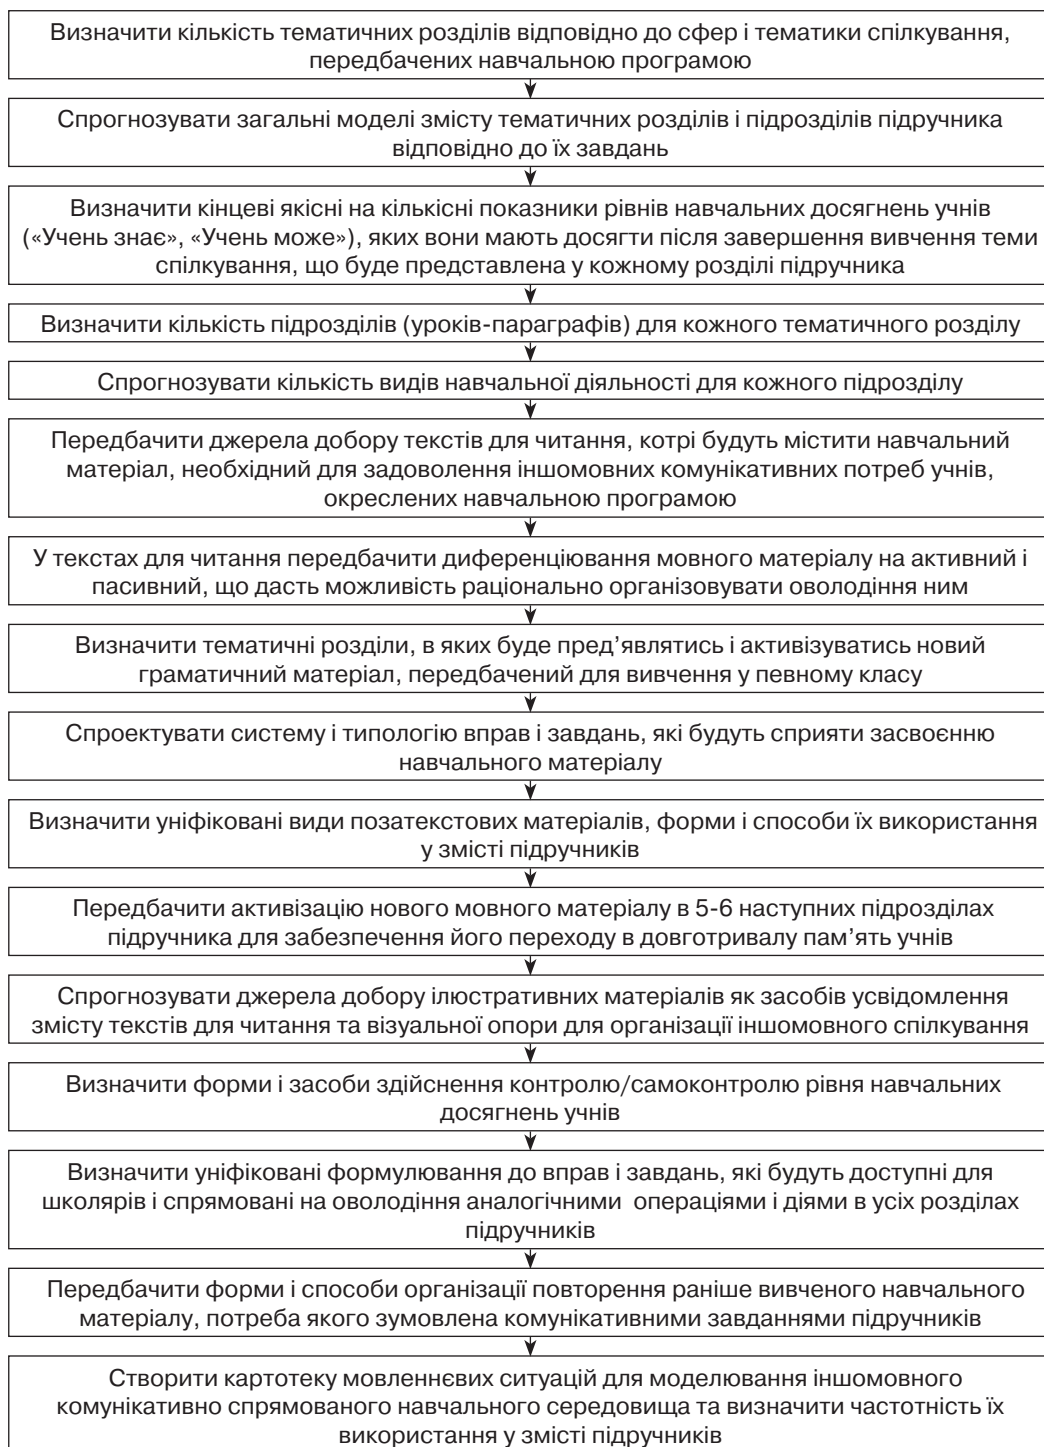 Визначити кількість тематичних розділів відповідно до сфер і тематики спілкування,
передбачених навчальною програмою
Спрогнозувати загальні моделі змісту тематичних розділів і підрозділів підручника
відповідно до їх завдань
Визначити кінцеві якісні на кількісні показники рівнів навчальних досягнень учнів
(«Учень знає», «Учень може»), яких вони мають досягти після завершення вивчення теми
спілкування, що буде представлена у кожному розділі підручника
Визначити кількість підрозділів (уроків-параграфів) для кожного тематичного розділу
Спрогнозувати кількість видів навчальної діяльності для кожного підрозділу
Передбачити джерела добору текстів для читання, котрі будуть містити навчальний
матеріал, необхідний для задоволення іншомовних комунікативних потреб учнів,
окреслених навчальною програмою
У текстах для читання передбачити диференціювання мовного матеріалу на активний і
пасивний, що дасть можливість раціонально організовувати оволодіння ним
Визначити тематичні розділи, в яких буде пред’являтись і активізуватись новий
граматичний матеріал, передбачений для вивчення у певному класу
Спроектувати систему і типологію вправ і завдань, які будуть сприяти засвоєнню
навчального матеріалу
Визначити уніфіковані види позатекстових матеріалів, форми і способи їх використання
у змісті підручників
Передбачити активізацію нового мовного матеріалу в 5-6 наступних підрозділах
підручника для забезпечення його переходу в довготривалу пам’ять учнів
Спрогнозувати джерела добору ілюстративних матеріалів як засобів усвідомлення
змісту текстів для читання та візуальної опори для організації іншомовного спілкування
Визначити форми і засоби здійснення контролю/самоконтролю рівня навчальних
досягнень учнів
Визначити уніфіковані формулювання до вправ і завдань, які будуть доступні для
школярів і спрямовані на оволодіння аналогічними операціями і діями в усіх розділах
підручників
Передбачити форми і способи організації повторення раніше вивченого навчального
матеріалу, потреба якого зумовлена комунікативними завданнями підручників
Створити картотеку мовленнєвих ситуацій для моделювання іншомовного
комунікативно спрямованого навчального середовища та визначити частотність їх
використання у змісті підручників